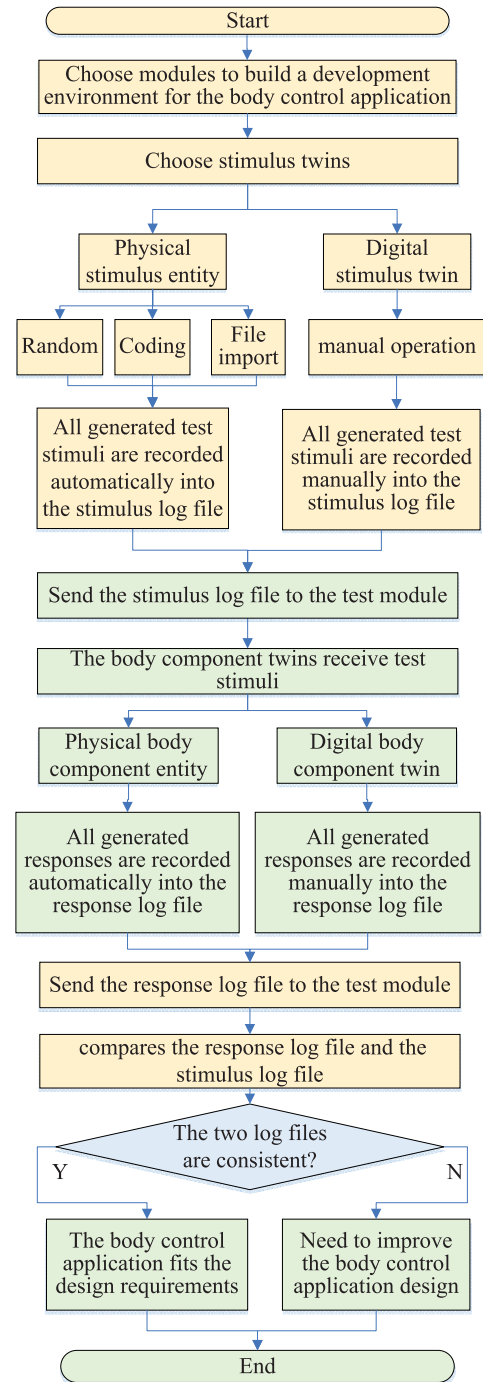 Start
Choose modules to build a development
environment for the body control application
Choose stimulus twins
Physical
stimulus entity
Digital
stimulus twin
Random
Coding
File
import
manual operation
All generated test
stimuli are recorded
automatically into
the stimulus log file
All generated test
stimuli are recorded
manually into the
stimulus log file
Send the stimulus log file to the test module
The body component twins receive test
stimuli
Physical body
component entity
Digital body
component twin
All generated
responses are recorded
automatically into the
response log file
All generated
responses are recorded
manually into the
response log file
Send the response log file to the test module
compares the response log file and the
stimulus log file
The two log files
are consistent?
Y
N
The body control
application fits the
design requirements
Need to improve
the body control
application design
End